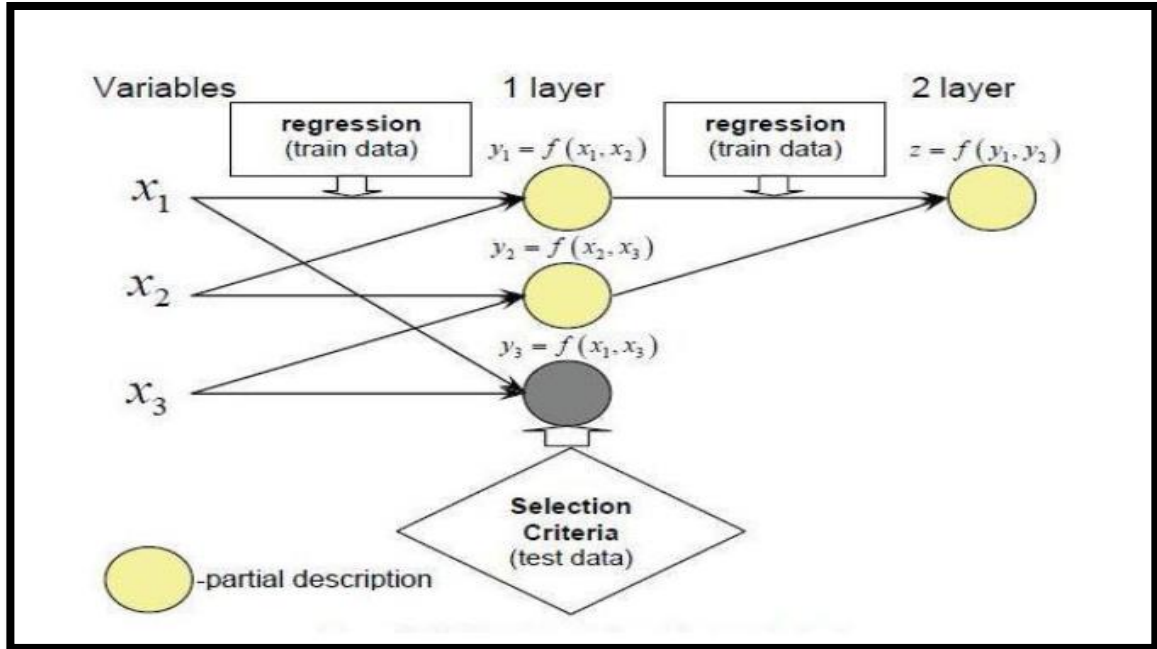 Variables
1 layer
2 layer
regression
(train data)
regression
(train data)
y₁ = f(x₁, x₂)
z = f(y₁, y₂)
x₁
y₂ = f(x₂, x₃)
x₂
y₃ = f(x₁, x₃)
x₃
Selection
Criteria
(test data)
-partial description